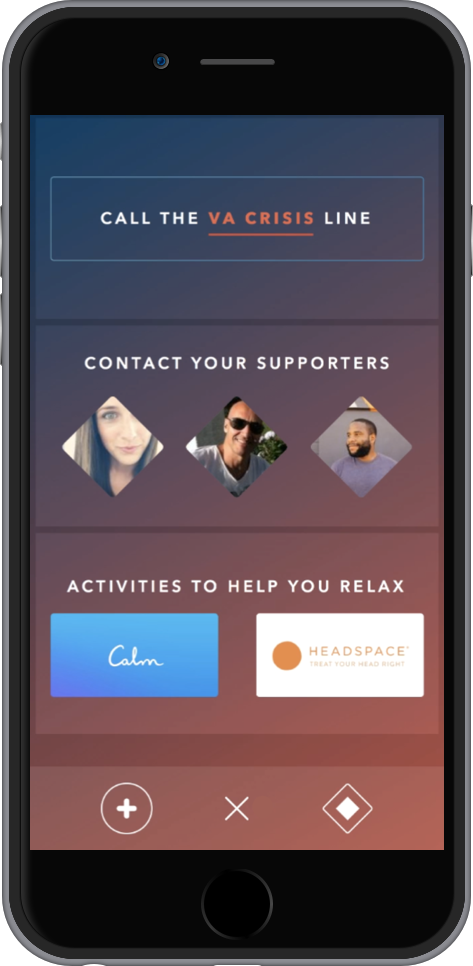 CALL THE VA CRISIS LINE
CONTACT YOUR SUPPORTERS
ACTIVITIES TO HELP YOU RELAX
Calm
HEADSPACE
TREAT YOUR HEAD RIGHT